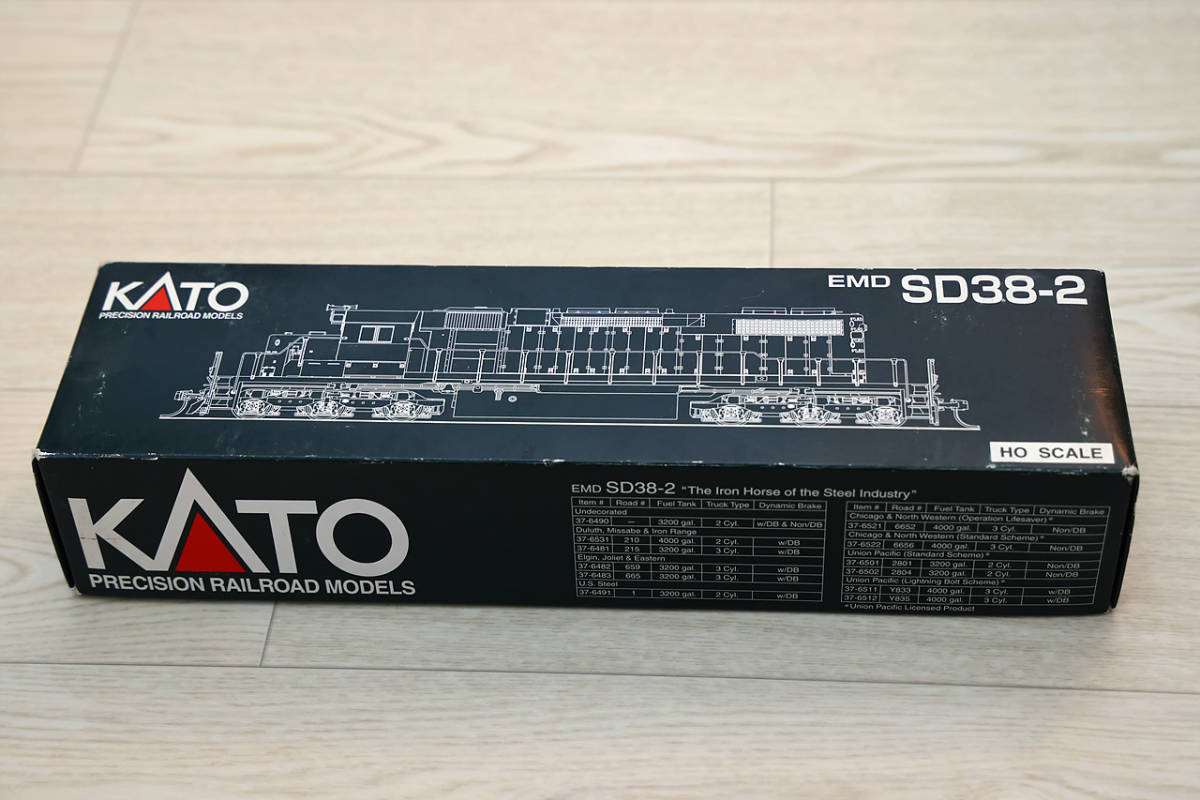 KATO
PRECISION RAILROAD MODELS
EMD SD38-2
HO SCALE
KATO
PRECISION RAILROAD MODELS
EMD SD38-2 "The Iron Horse of the Steel Industry"
Item # Road # Fuel Tank Truck Type Dynamic Brake
Undecorated
37-6490 — 3200 gal. 2 Cyl. w/DB & Non/DB
Duluth, Missabe & Iron Range
37-6531 210 4000 gal. 2 Cyl. w/DB
37-6481 215 3200 gal. 3 Cyl. w/DB
Elgin, Joliet & Eastern
37-6482 659 3200 gal. 3 Cyl. w/DB
37-6483 665 3200 gal. 3 Cyl. w/DB
U.S. Steel
37-6491 1 3200 gal. 2 Cyl. w/DB
Item # Road # Fuel Tank Truck Type Dynamic Brake
Chicago & North Western (Operation Lifesaver)*
37-6521 6652 4000 gal. 3 Cyl. Non/DB
Chicago & North Western (Standard Scheme)*
37-6522 6656 4000 gal. 3 Cyl. Non/DB
Union Pacific (Standard Scheme)*
37-6501 2801 3200 gal. 2 Cyl. Non/DB
37-6502 2804 3200 gal. 2 Cyl. Non/DB
Union Pacific (Lightning Bolt Scheme)*
37-6511 Y833 4000 gal. 3 Cyl. w/DB
37-6512 Y835 4000 gal. 3 Cyl. w/DB
*Union Pacific Licensed Product